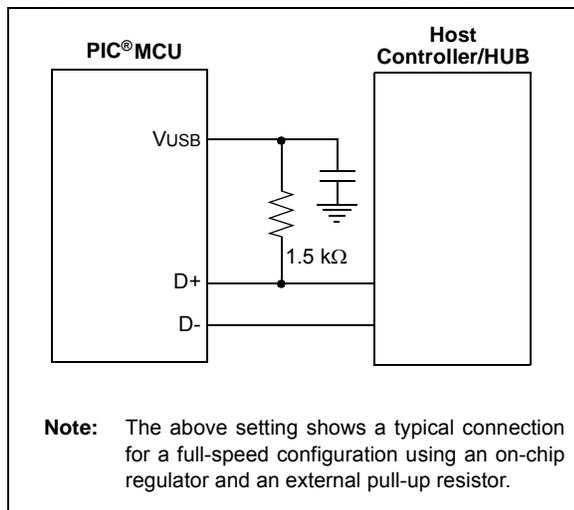 PIC® MCU
Host
Controller/HUB
VUSB
1.5 kΩ
D+
D-
Note: The above setting shows a typical connection
for a full-speed configuration using an on-chip
regulator and an external pull-up resistor.